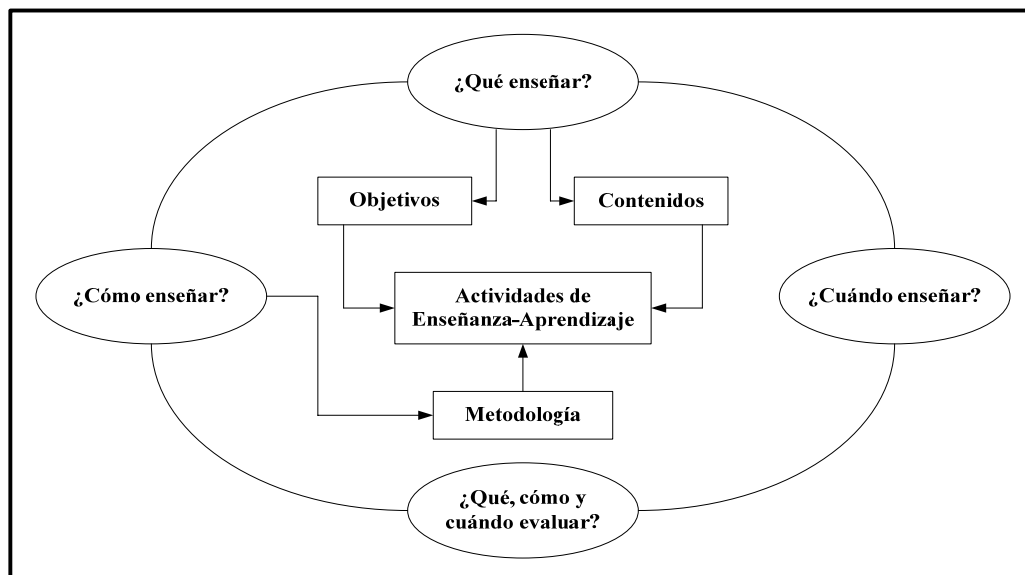 ¿Qué enseñar?
Objetivos
Contenidos
¿Cómo enseñar?
Actividades de
Enseñanza-Aprendizaje
¿Cuándo enseñar?
Metodología
¿Qué, cómo y
cuándo evaluar?